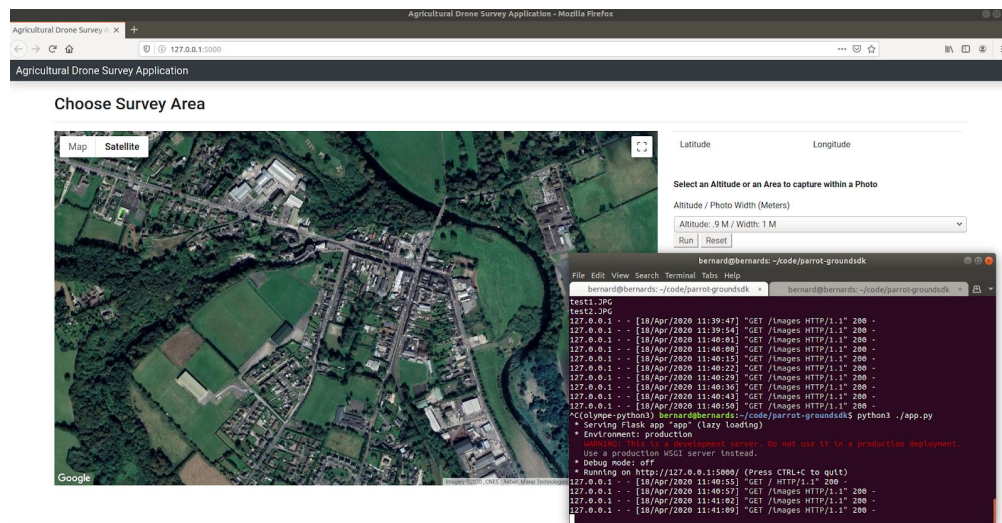 Agricultural Drone Survey Application - Mozilla Firefox
Agricultural Drone Survey A
127.0.0.1:5000
Agricultural Drone Survey Application
Choose Survey Area
Map Satellite
Latitude Longitude
Select an Altitude or an Area to capture within a Photo
Altitude / Photo Width (Meters)
Altitude: .9 M / Width: 1 M
Run Reset
Google
Imagery ©2020, CNES / Airbus, Maxar Technologies
bernard@bernards: ~/code/parrot-groundsdk
File Edit View Search Terminal Tabs Help
bernard@bernards: ~/code/parrot-groundsdk × bernard@bernards: ~/code/parrot-groundsdk ×
test1.JPG
test2.JPG
127.0.0.1 - - [18/Apr/2020 11:39:47] "GET /images HTTP/1.1" 200 -
127.0.0.1 - - [18/Apr/2020 11:39:54] "GET /images HTTP/1.1" 200 -
127.0.0.1 - - [18/Apr/2020 11:40:01] "GET /images HTTP/1.1" 200 -
127.0.0.1 - - [18/Apr/2020 11:40:08] "GET /images HTTP/1.1" 200 -
127.0.0.1 - - [18/Apr/2020 11:40:15] "GET /images HTTP/1.1" 200 -
127.0.0.1 - - [18/Apr/2020 11:40:22] "GET /images HTTP/1.1" 200 -
127.0.0.1 - - [18/Apr/2020 11:40:29] "GET /images HTTP/1.1" 200 -
127.0.0.1 - - [18/Apr/2020 11:40:36] "GET /images HTTP/1.1" 200 -
127.0.0.1 - - [18/Apr/2020 11:40:43] "GET /images HTTP/1.1" 200 -
127.0.0.1 - - [18/Apr/2020 11:40:50] "GET /images HTTP/1.1" 200 -
^C(olympe-python3) bernard@bernards:~/code/parrot-groundsdk$ python3 ./app.py
* Serving Flask app "app" (lazy loading)
* Environment: production
WARNING: This is a development server. Do not use it in a production deployment.
Use a production WSGI server instead.
* Debug mode: off
* Running on http://127.0.0.1:5000/ (Press CTRL+C to quit)
127.0.0.1 - - [18/Apr/2020 11:40:55] "GET / HTTP/1.1" 200 -
127.0.0.1 - - [18/Apr/2020 11:40:57] "GET /images HTTP/1.1" 200 -
127.0.0.1 - - [18/Apr/2020 11:41:02] "GET /images HTTP/1.1" 200 -
127.0.0.1 - - [18/Apr/2020 11:41:09] "GET /images HTTP/1.1" 200 -